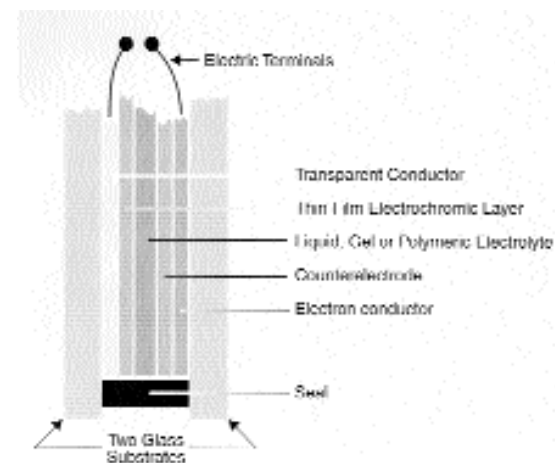 Electric Terminals
Transparent Conductor
Thin Film Electrochromic Layer
Liquid, Gel or Polymeric Electrolyte
Counterelectrode
Electron conductor
Seal
Two Glass
Substrates